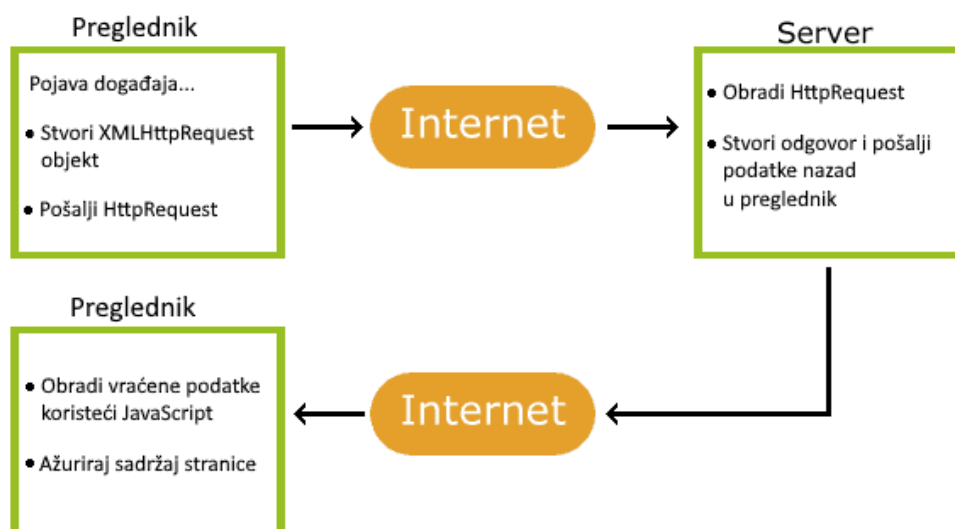 Preglednik
Pojava događaja...
• Stvori XMLHttpRequest
objekt
• Pošalji HttpRequest
Internet
Server
• Obradi HttpRequest
• Stvori odgovor i pošalji
podatke nazad
u preglednik
Internet
Preglednik
• Obradi vraćene podatke
koristeći JavaScript
• Ažuriraj sadržaj stranice